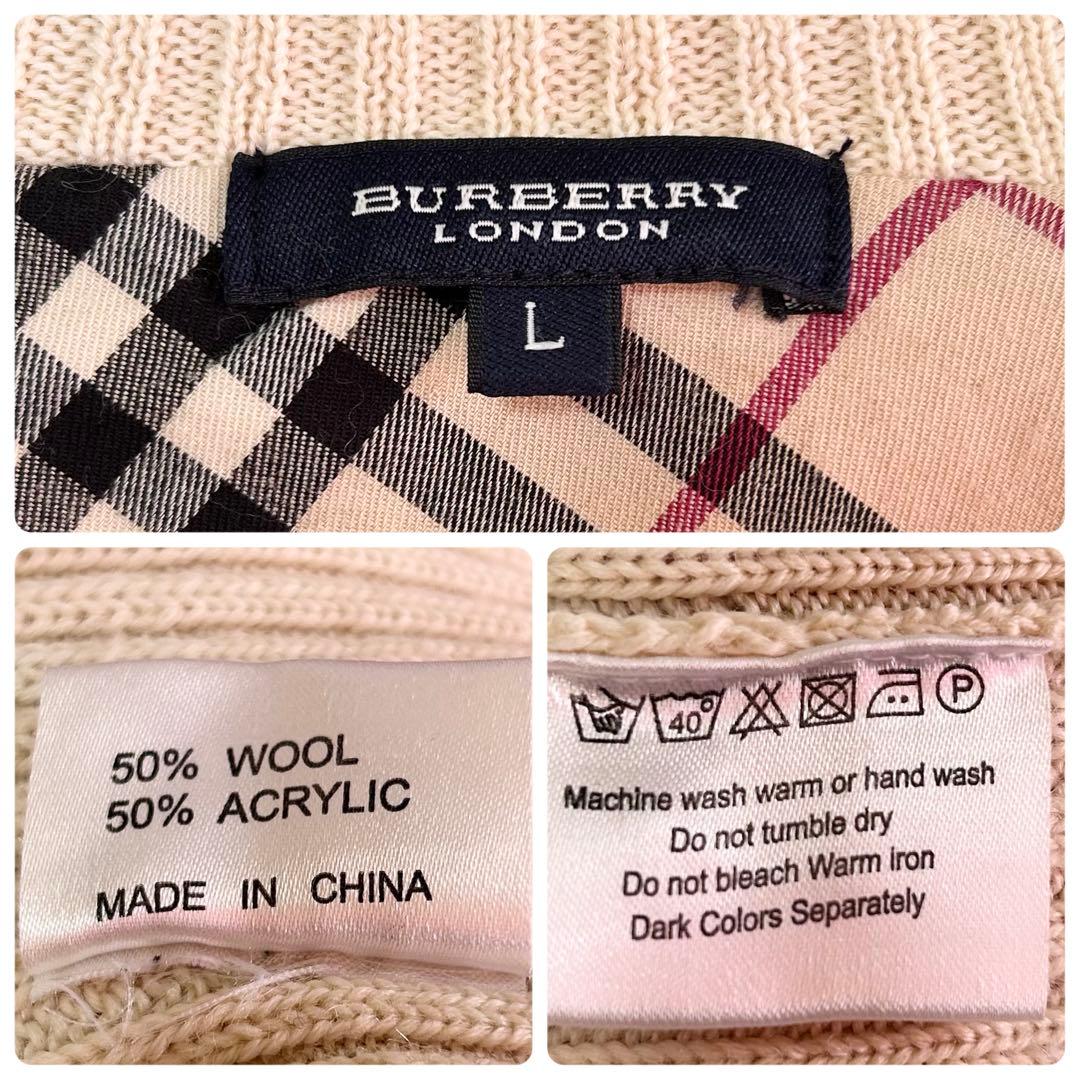 BURBERRY
LONDON
L
50% WOOL
50% ACRYLIC
MADE IN CHINA
40° P
Machine wash warm or hand wash
Do not tumble dry
Do not bleach Warm iron
Dark Colors Separately